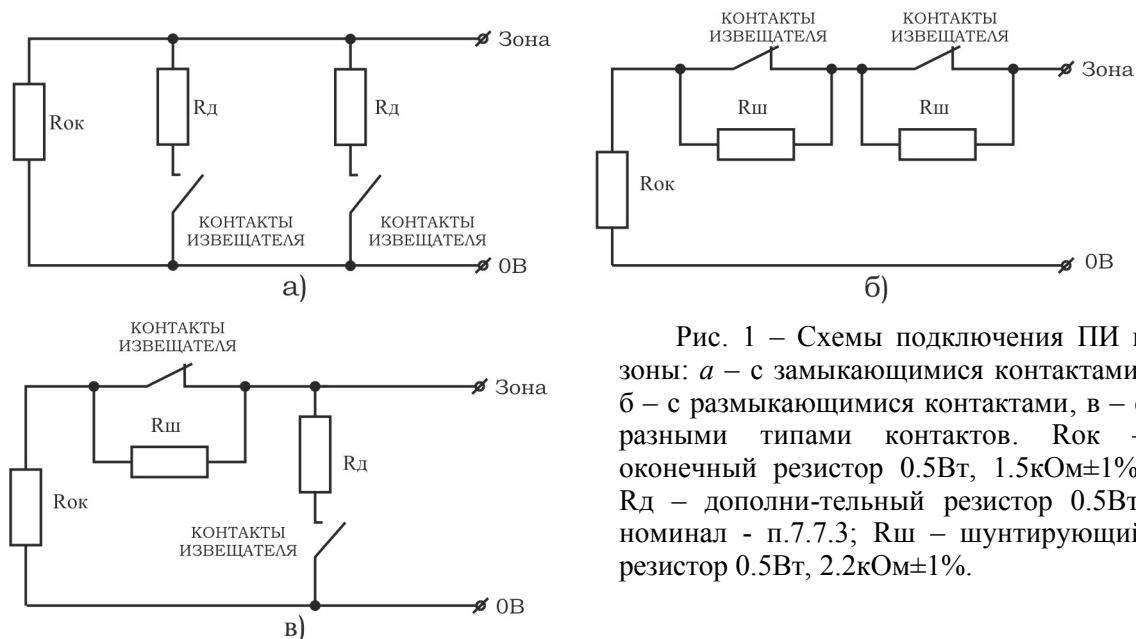 Зона
Rок
Rд
Rд
КОНТАКТЫ
ИЗВЕЩАТЕЛЯ
КОНТАКТЫ
ИЗВЕЩАТЕЛЯ
0В
а)
КОНТАКТЫ
ИЗВЕЩАТЕЛЯ
КОНТАКТЫ
ИЗВЕЩАТЕЛЯ
Зона
Rш
Rш
Rок
0В
б)
КОНТАКТЫ
ИЗВЕЩАТЕЛЯ
Зона
Rш
Rд
Rок
КОНТАКТЫ
ИЗВЕЩАТЕЛЯ
0В
в)
Рис. 1 – Схемы подключения ПИ
зоны: а – с замыкающимися контактами
б – с размыкающимися контактами, в –
разными типами контактов. Rок –
оконечный резистор 0.5Вт, 1.5кОм±1%
Rд – дополни-тельный резистор 0.5Вт
номинал - п.7.7.3; Rш – шунтирующий
резистор 0.5Вт, 2.2кОм±1%.